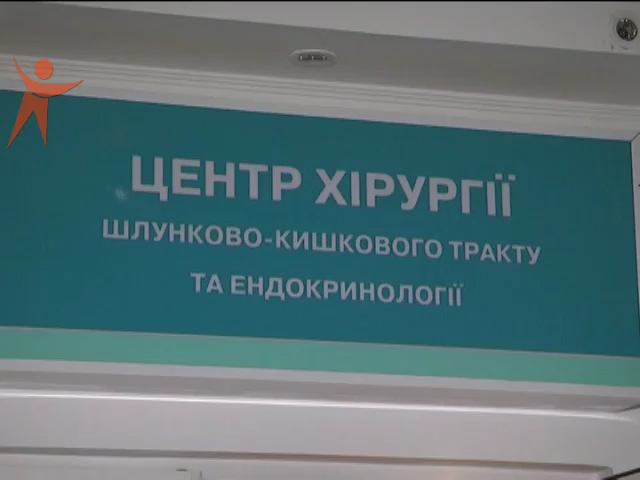 ЦЕНТР ХІРУРГІЇ
ШЛУНКОВО-КИШКОВОГО ТРАКТУ
ТА ЕНДОКРИНОЛОГІЇ